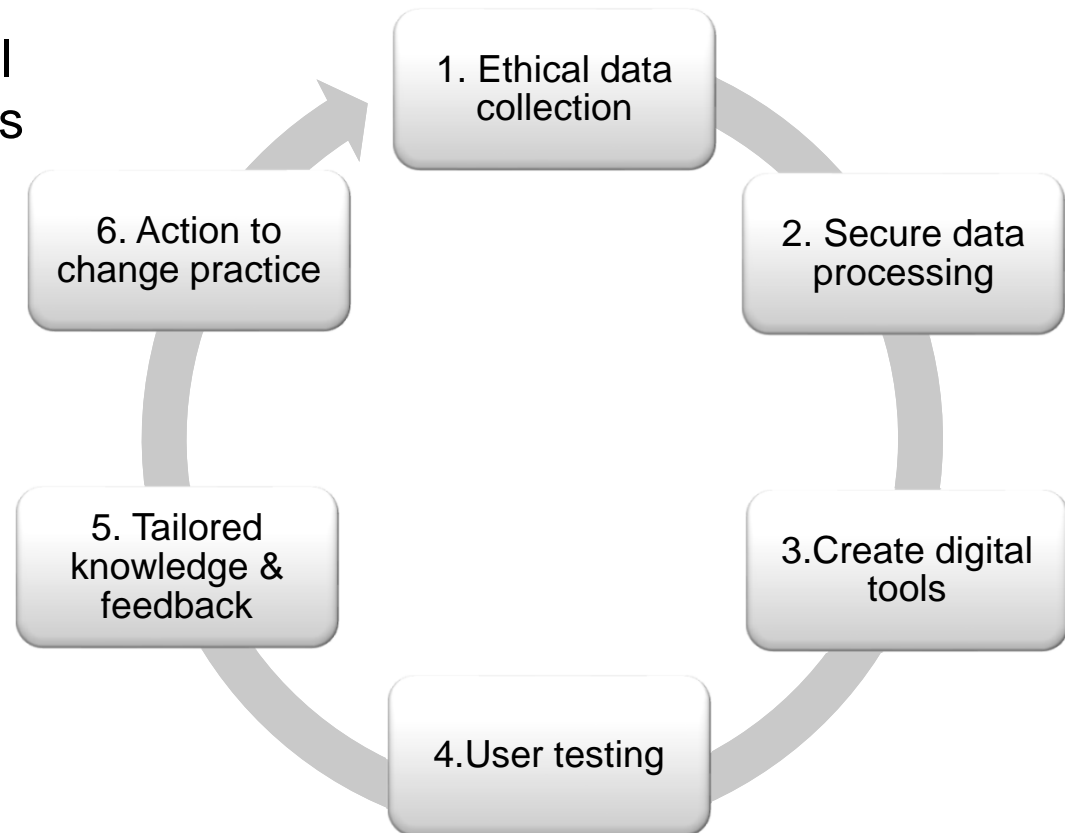 1. Ethical data
collection
2. Secure data
processing
3.Create digital
tools
4.User testing
5. Tailored
knowledge &
feedback
6. Action to
change practice